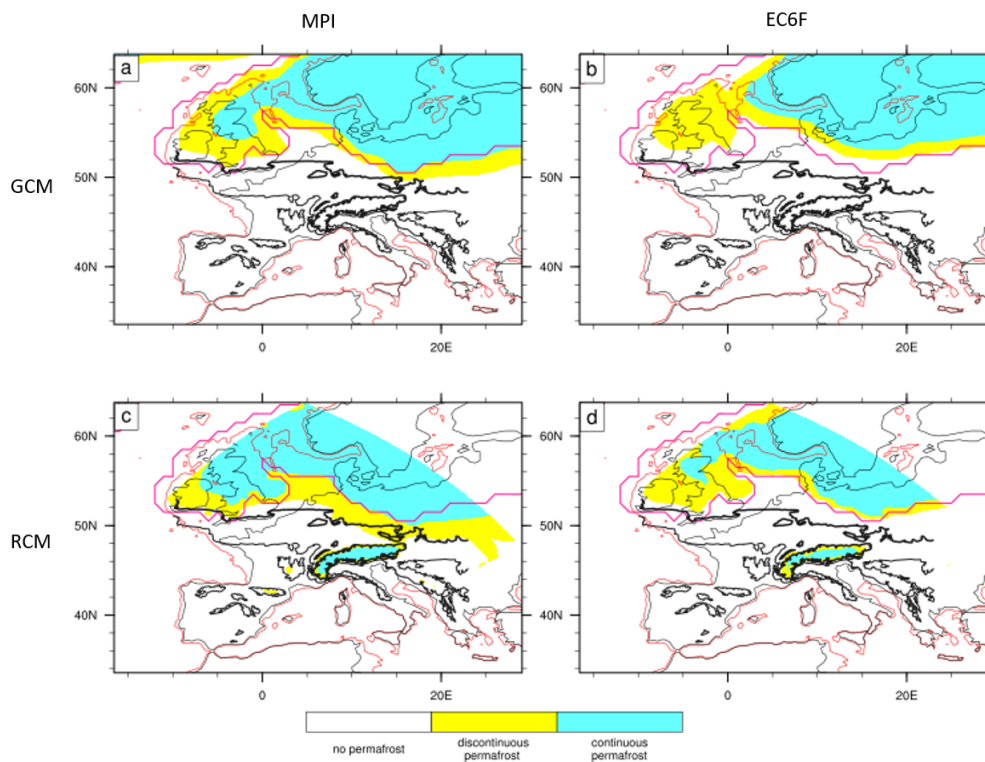 MPI
EC6F
GCM
a
60N
50N
40N
0
20E
b
60N
50N
40N
0
20E
RCM
c
60N
50N
40N
0
20E
d
60N
50N
40N
0
20E
no permafrost
discontinuous
permafrost
continuous
permafrost